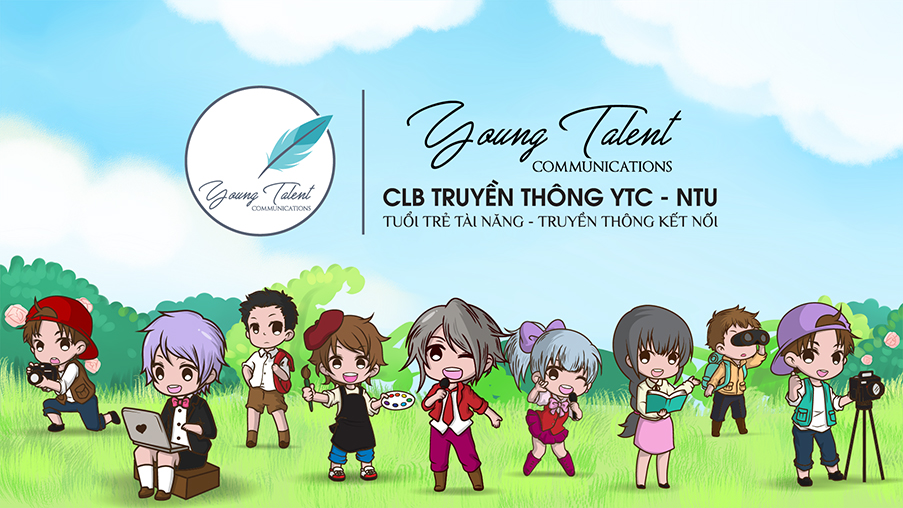 Young Talent
COMMUNICATIONS
Young Talent
COMMUNICATIONS
CLB TRUYỀN THÔNG YTC - NTU
TUỔI TRẺ TÀI NĂNG - TRUYỀN THÔNG KẾT NỐI